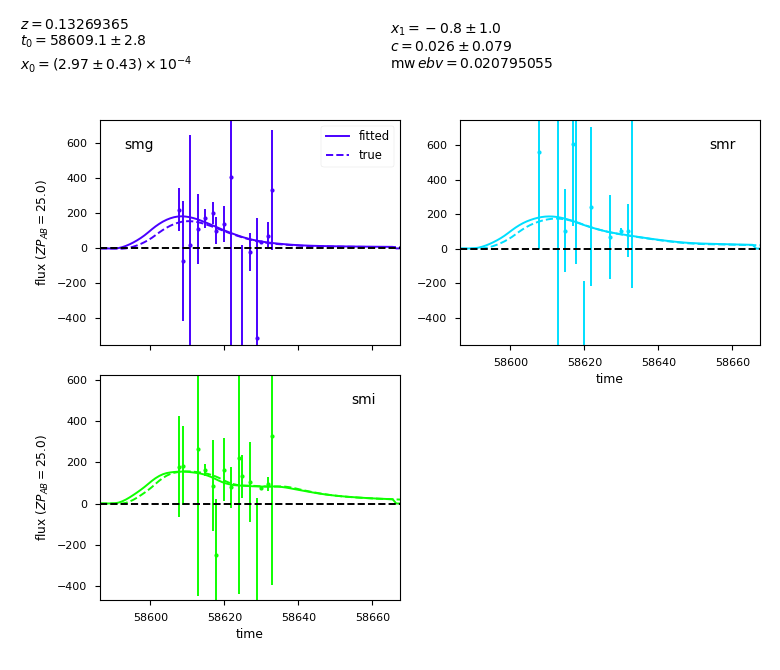 z = 0.13269365
t₀ = 58609.1 ± 2.8
x₀ = (2.97 ± 0.43) × 10⁻⁴
x₁ = −0.8 ± 1.0
c = 0.026 ± 0.079
mw ebv = 0.020795055
smg
fitted
true
600
400
200
0
−200
−400
flux (ZP_AB = 25.0)
smr
600
400
200
0
−200
−400
58600
58620
58640
58660
time
smi
600
400
200
0
−200
−400
flux (ZP_AB = 25.0)
58600
58620
58640
58660
time